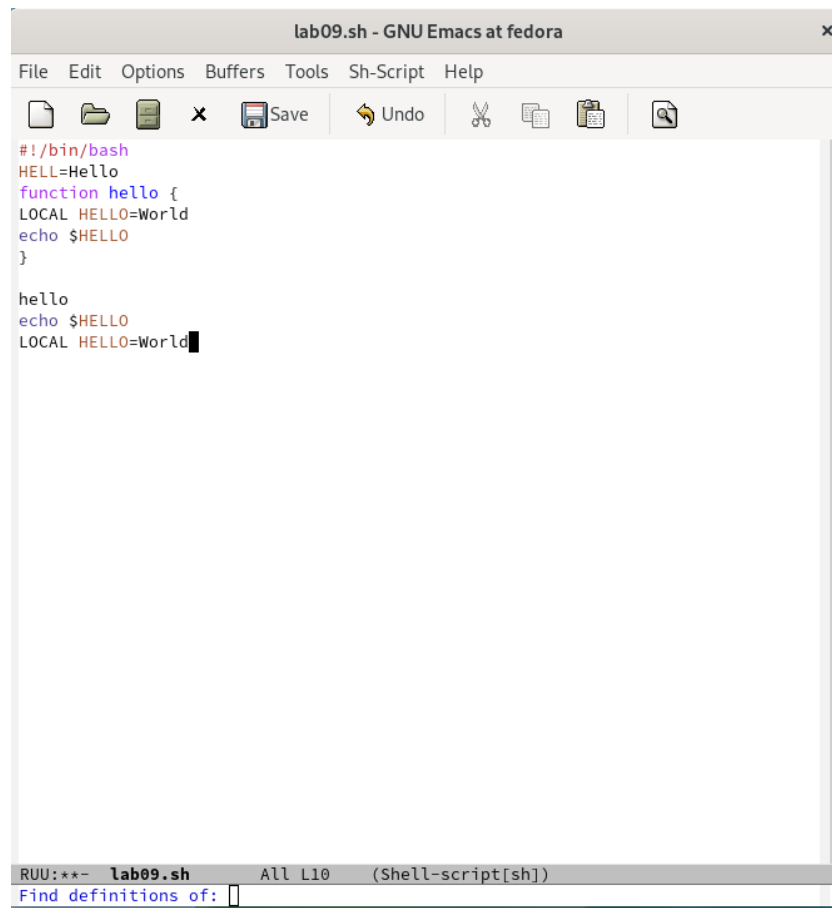 lab09.sh - GNU Emacs at fedora
File Edit Options Buffers Tools Sh-Script Help
Save Undo
#!/bin/bash
HELL=Hello
function hello {
LOCAL HELLO=World
echo $HELLO
}
hello
echo $HELLO
LOCAL HELLO=World
RUU:**- lab09.sh All L10 (Shell-script[sh])
Find definitions of: